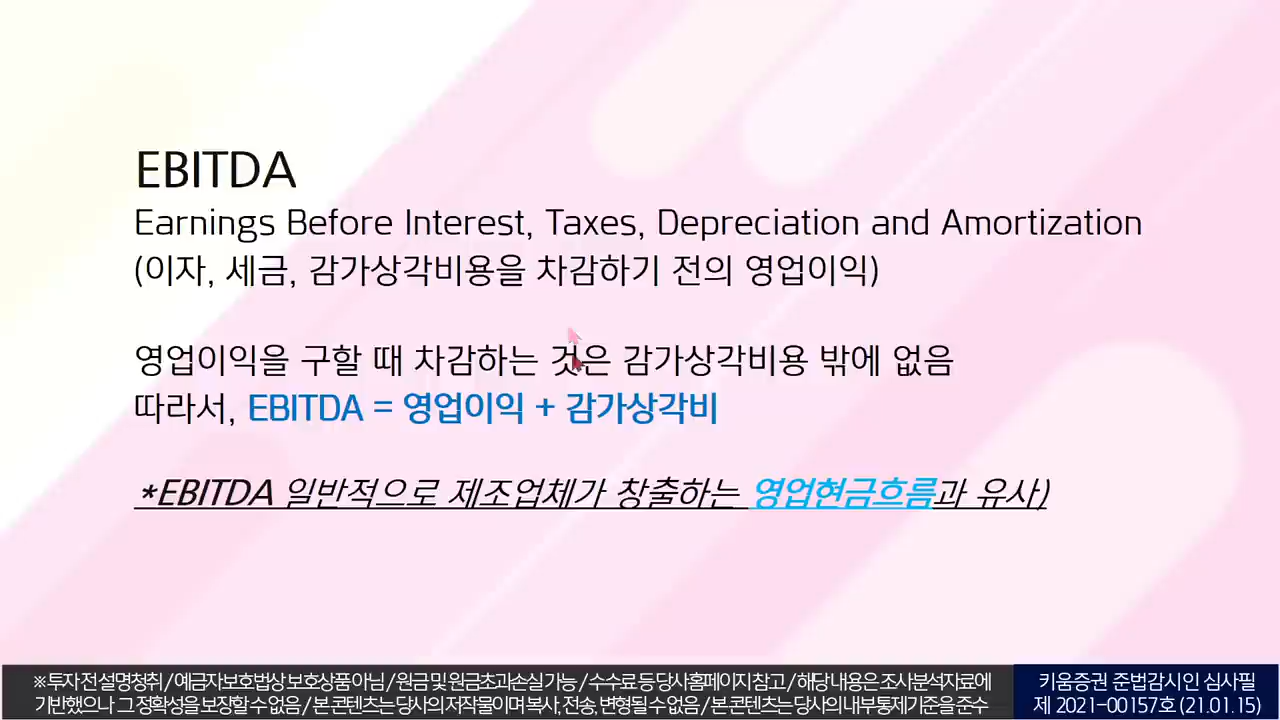 EBITDA
Earnings Before Interest, Taxes, Depreciation and Amortization
(이자, 세금, 감가상각비용을 차감하기 전의 영업이익)
영업이익을 구할 때 차감하는 것은 감가상각비용 밖에 없음
따라서, EBITDA = 영업이익 + 감가상각비
*EBITDA 일반적으로 제조업체가 창출하는 영업현금흐름과 유사)
※투자 전 설명청취 / 예금자보호법상 보호상품 아님 / 원금 및 원금초과손실 가능 / 수수료 등 당사홈페이지 참고 / 해당 내용은 조사분석자료에
기반했으나 그 정확성을 보장할 수 없음 / 본 콘텐츠는 당사의 저작물이며 복사, 전송, 변형될 수 없음 / 본 콘텐츠는 당사의 내부통제기준을 준수
키움증권 준법감시인 심사필
제 2021-00157호 (21.01.15)